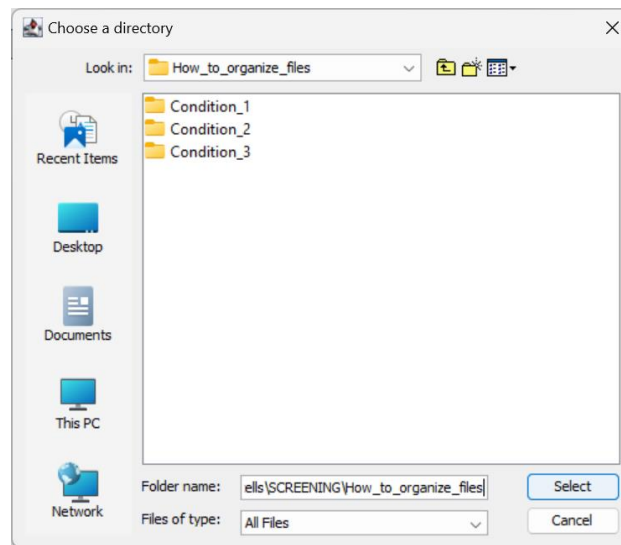 Choose a directory
Look in: How_to_organize_files
Condition_1
Condition_2
Condition_3
Recent Items
Desktop
Documents
This PC
Network
Folder name: ells\SCREENING\How_to_organize_files
Select
Files of type: All Files
Cancel